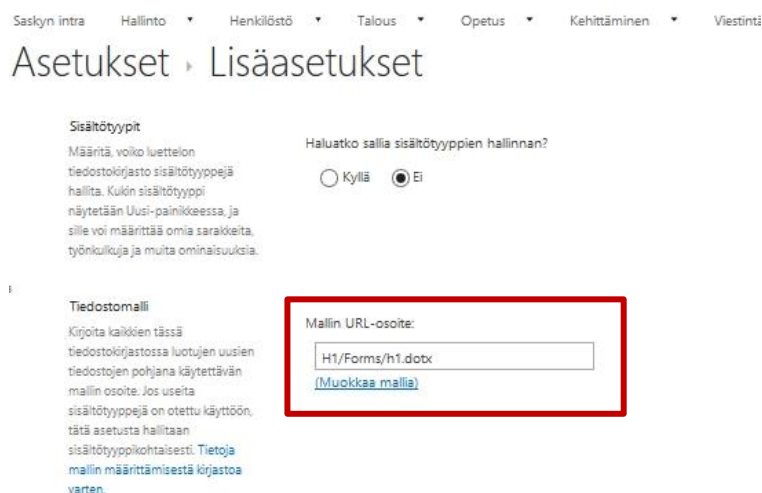 Saskyn intra Hallinto Henkilöstö Talous Opetus Kehittäminen Viestintä
Asetukset Lisäasetukset
Sisältötyypit
Määritä, voiko luettelon
tiedostokirjasto sisältötyyppejä
hallita. Kukin sisältötyyppi
näytetään Uusi-painikkeessa, ja
sille voi määrittää omia sarakkeita,
työnkulkuja ja muita ominaisuuksia.
Haluatko sallia sisältötyyppien hallinnan?
Kyllä Ei
Tiedostomalli
Kirjoita kaikkien tässä
tiedostokirjastossa luotujen uusien
tiedostojen pohjana käytettävän
mallin osoite. Jos useita
sisältötyyppejä on otettu käyttöön,
tätä asetusta hallitaan
sisältötyyppikohtaisesti. Tietoja
mallin määrittämisestä kirjastoa
varten.
Mallin URL-osoite:
H1/Forms/h1.dotx
(Muokkaa mallia)